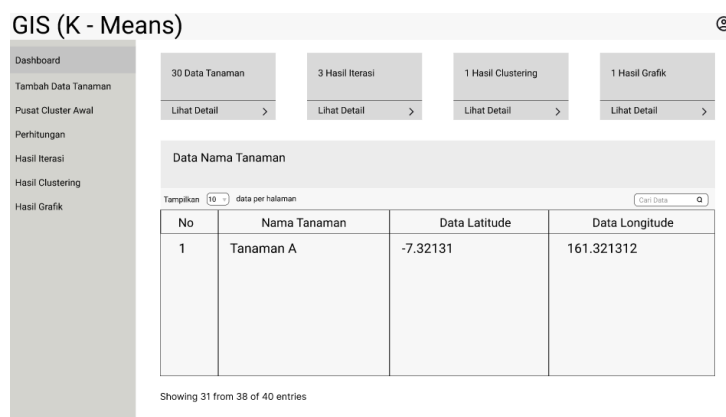 GIS (K - Means)
Dashboard
Tambah Data Tanaman
Pusat Cluster Awal
Perhitungan
Hasil Iterasi
Hasil Clustering
Hasil Grafik
30 Data Tanaman
Lihat Detail >
3 Hasil Iterasi
Lihat Detail >
1 Hasil Clustering
Lihat Detail >
1 Hasil Grafik
Lihat Detail >
Data Nama Tanaman
Tampilkan 10 data per halaman
Cari Data
No Nama Tanaman Data Latitude Data Longitude
1 Tanaman A -7.32131 161.321312
Showing 31 from 38 of 40 entries